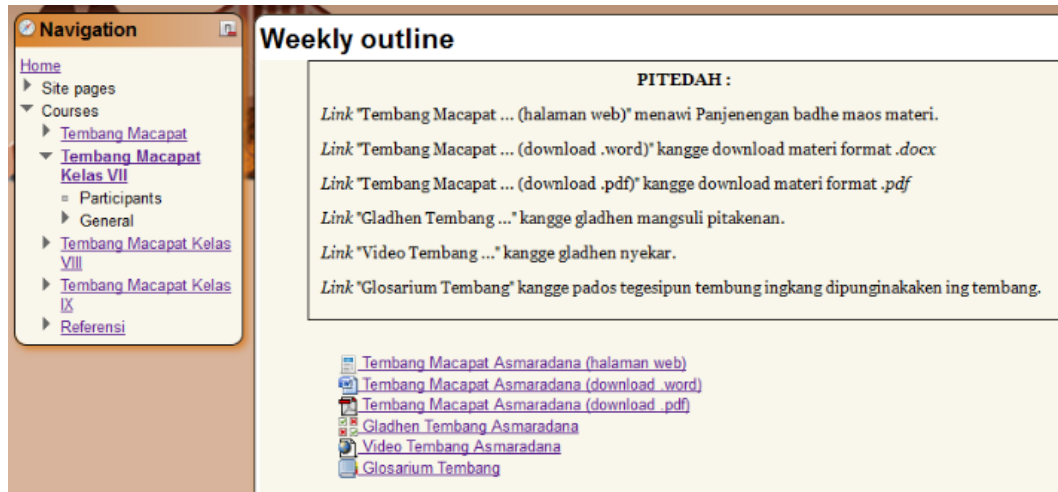 Navigation
Home
Site pages
Courses
Tembang Macapat
Tembang Macapat
Kelas VII
Participants
General
Tembang Macapat Kelas
VIII
Tembang Macapat Kelas
IX
Referensi
Weekly outline
PITEDAH :
Link "Tembang Macapat ... (halaman web)" menawi Panjenengan badhe maos materi.
Link "Tembang Macapat ... (download .word)" kangge download materi format .docx
Link "Tembang Macapat ... (download .pdf)" kangge download materi format .pdf
Link "Gladhen Tembang ..." kangge gladhen mangsuli pitakenan.
Link "Video Tembang ..." kangge gladhen nyekar.
Link "Glosarium Tembang" kangge pados tegesipun tembung ingkang dipunginakaken ing tembang.
Tembang Macapat Asmaradana (halaman web)
Tembang Macapat Asmaradana (download .word)
Tembang Macapat Asmaradana (download .pdf)
Gladhen Tembang Asmaradana
Video Tembang Asmaradana
Glosarium Tembang